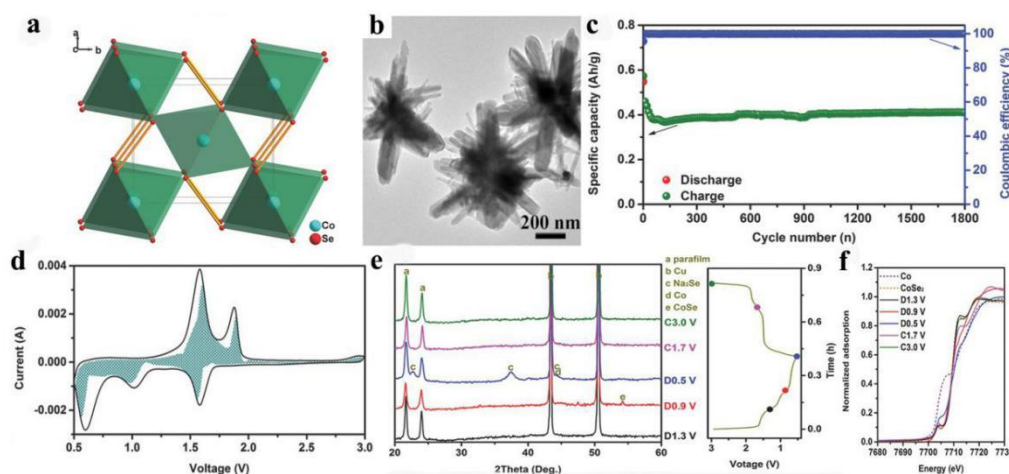 a
a
c
b
Co
Se
b
200 nm
c
Specific capacity (Ah/g)
0.8
0.6
0.4
0.2
0.0
Discharge
Charge
0
300
600
900
1200
1500
1800
Cycle number (n)
100
80
60
40
20
0
Coulombic efficiency (%)
d
Current (A)
0.004
0.002
0.000
-0.002
0.5
1.0
1.5
2.0
2.5
3.0
Voltage (V)
e
a
a
b
b
C3.0 V
C1.7 V
c
c
D0.5 V
e
D0.9 V
D1.3 V
20
30
40
50
60
2Theta (Deg.)
a parafilm
b Cu
c Na₂Se
d Co
e CoSe
0.9
0.6
0.3
0.0
Time (h)
3
2
1
Votage (V)
f
Normalized adsorption
1.2
1.0
0.8
0.6
0.4
0.2
0.0
Co
CoSe₂
D1.3 V
D0.9 V
D0.5 V
C1.7 V
C3.0 V
7680
7690
7700
7710
7720
773
Energy (eV)